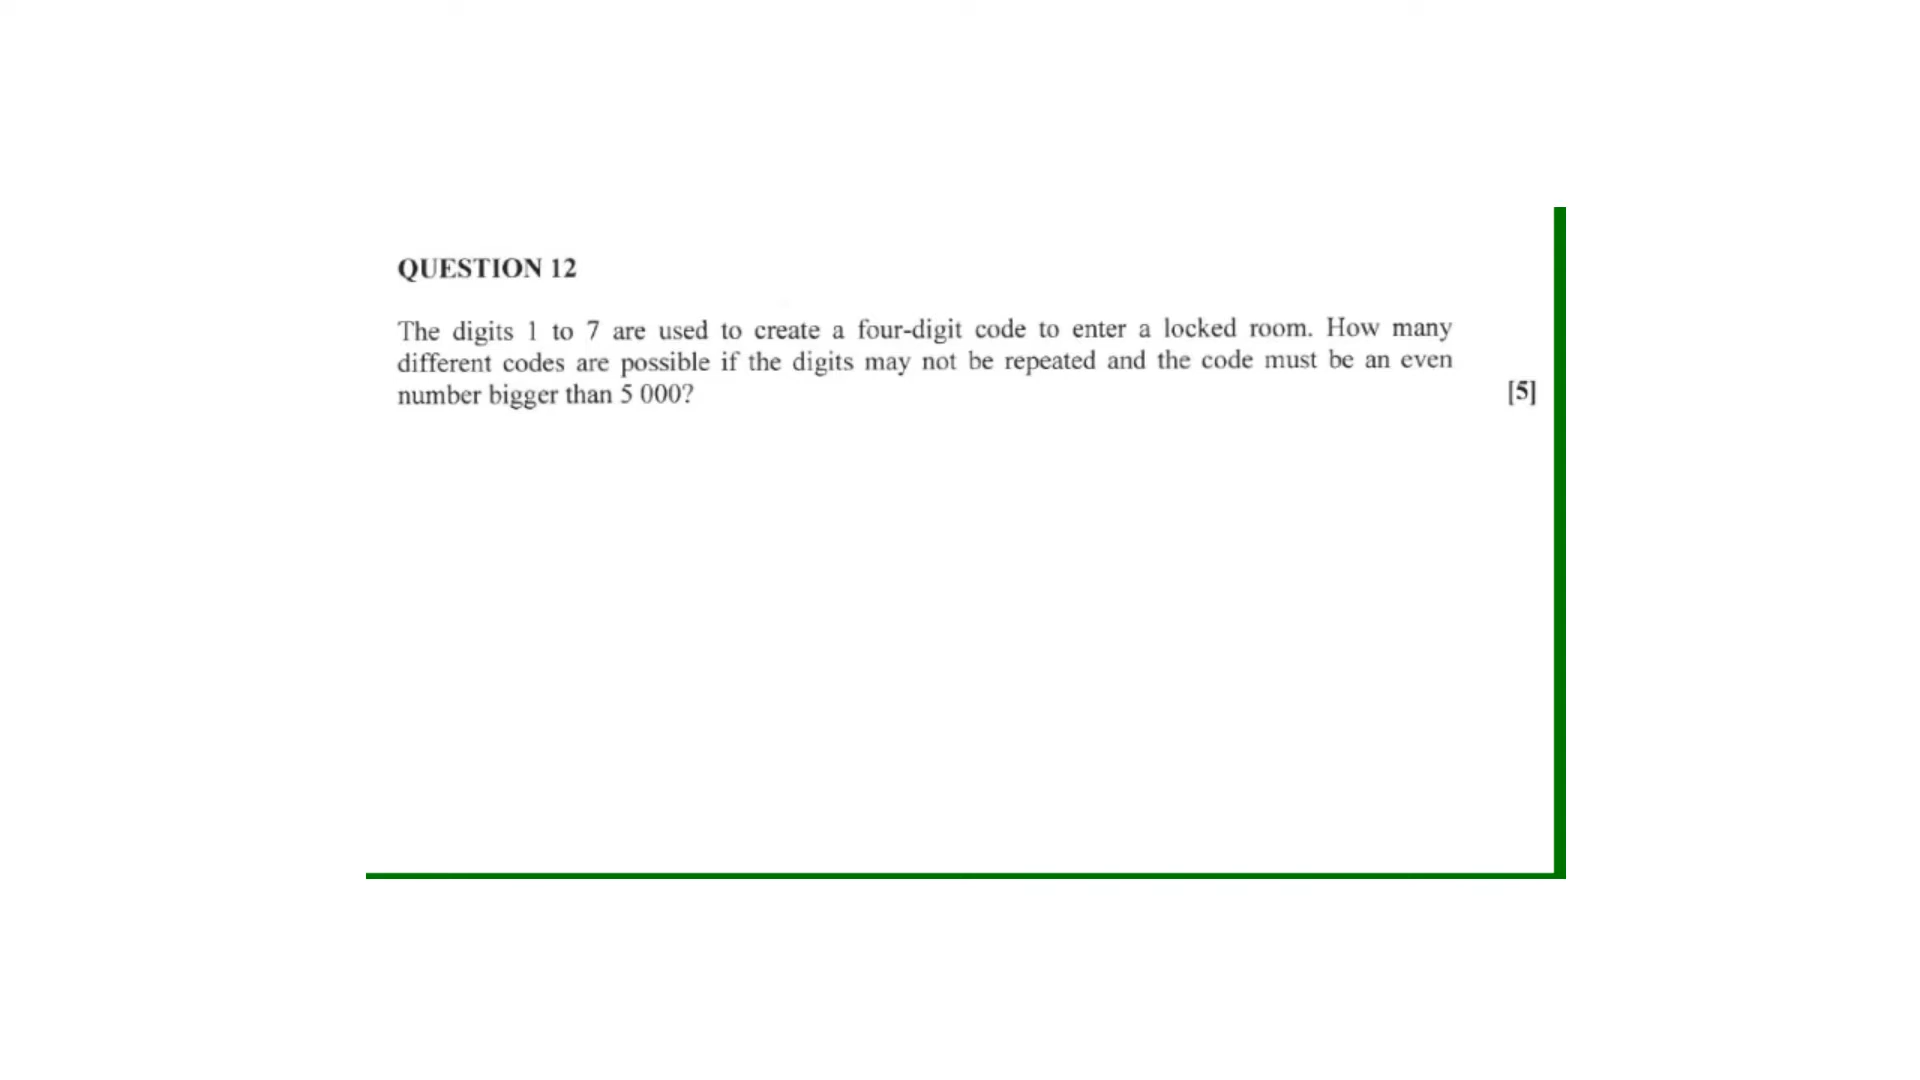 QUESTION 12
The digits 1 to 7 are used to create a four-digit code to enter a locked room. How many
different codes are possible if the digits may not be repeated and the code must be an even
number bigger than 5 000?
[5]